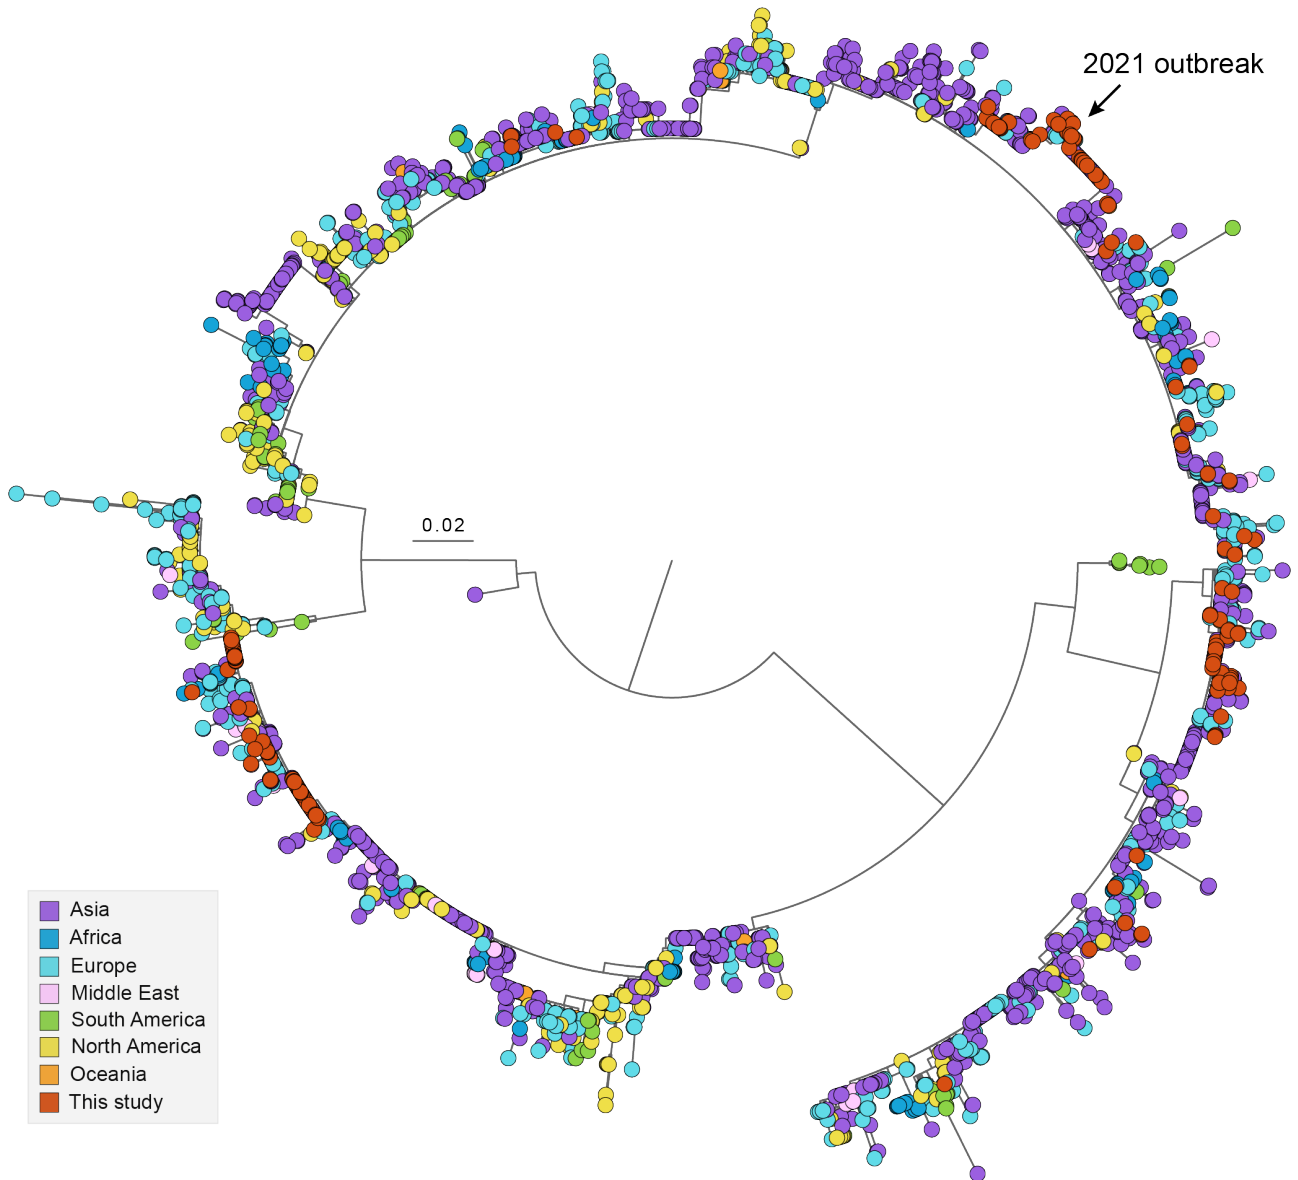 2021 outbreak
0.02
Asia
Africa
Europe
Middle East
South America
North America
Oceania
This study